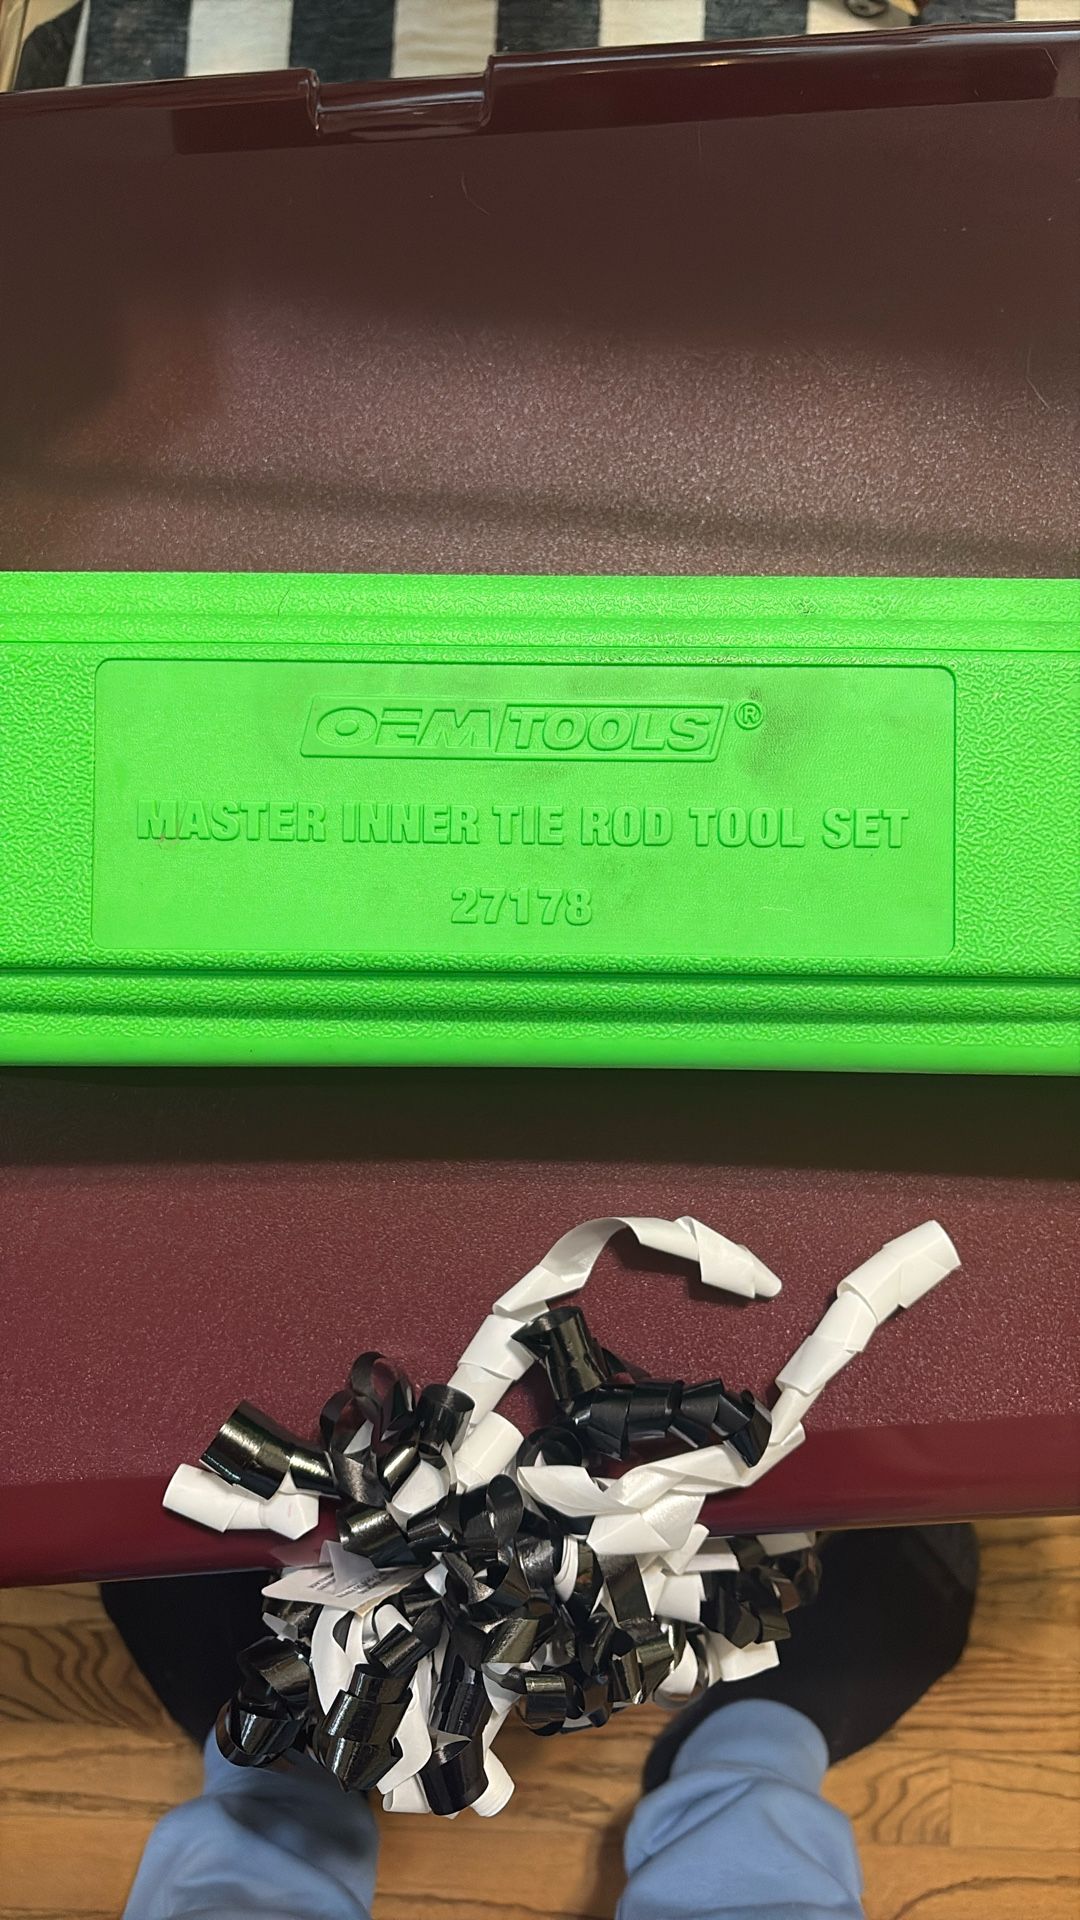 OEMTOOLS®
MASTER INNER TIE ROD TOOL SET
27178